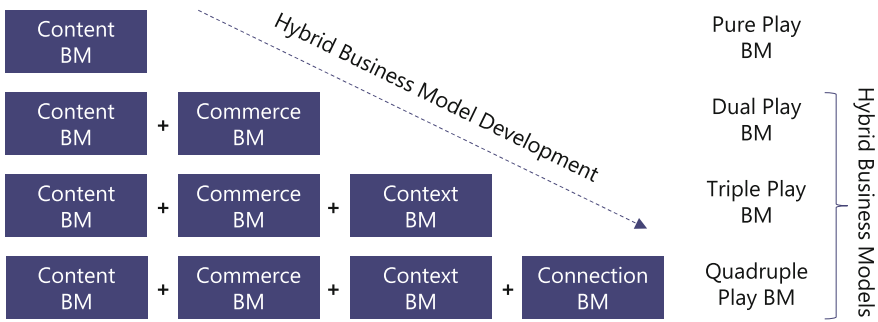 Content
BM
Pure Play
BM
Hybrid Business Model Development
Content
BM
+
Commerce
BM
Dual Play
BM
Content
BM
+
Commerce
BM
+
Context
BM
Triple Play
BM
Content
BM
+
Commerce
BM
+
Context
BM
+
Connection
BM
Quadruple
Play BM
Hybrid Business Models